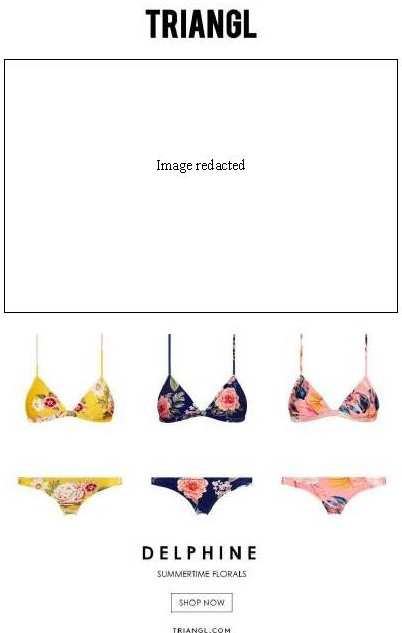 TRIANGL
Image redacted
DELPHINE
SUMMERTIME FLORALS
SHOP NOW
TRIANGL.COM